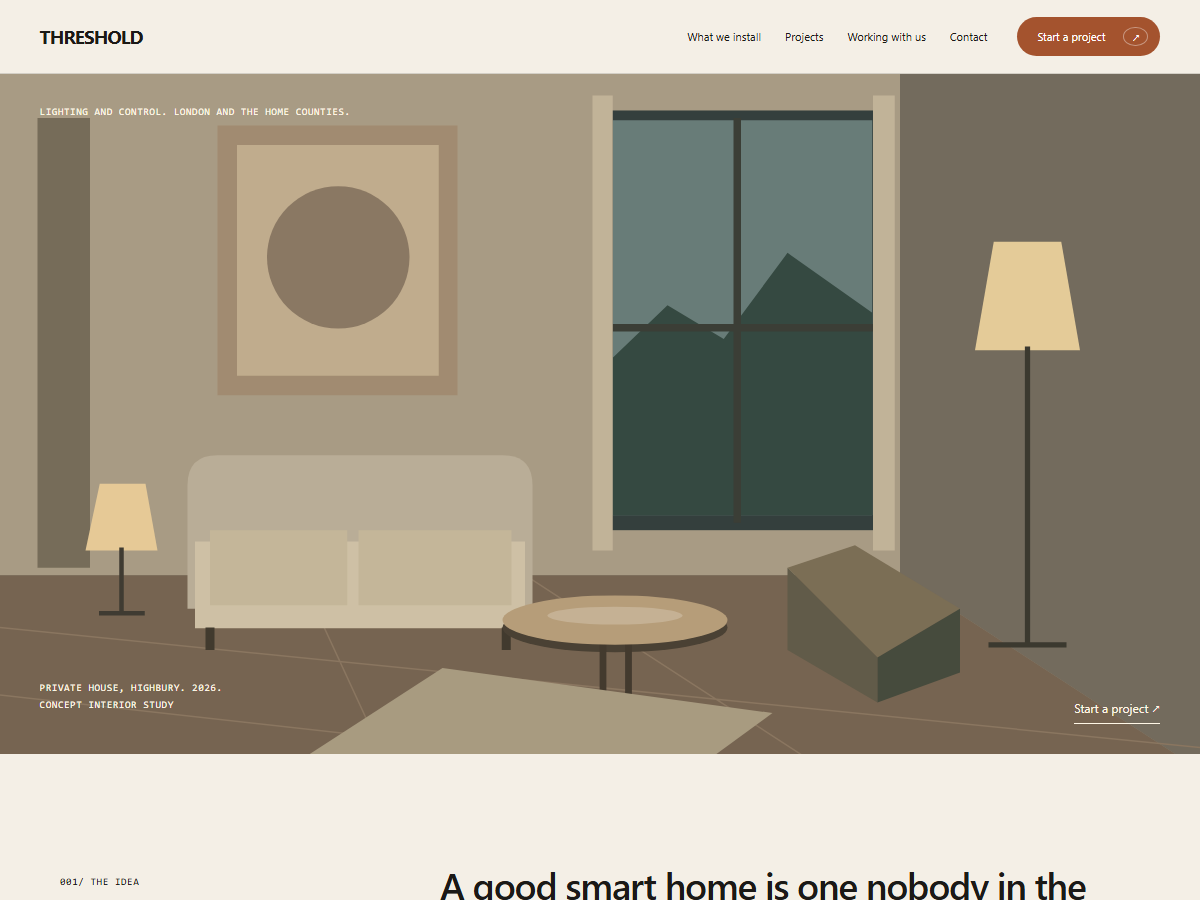 THRESHOLD
What we install
Projects
Working with us
Contact
Start a project ↗
LIGHTING AND CONTROL. LONDON AND THE HOME COUNTIES.
PRIVATE HOUSE, HIGHBURY. 2026.
CONCEPT INTERIOR STUDY
Start a project ↗
001/ THE IDEA
A good smart home is one nobody in the